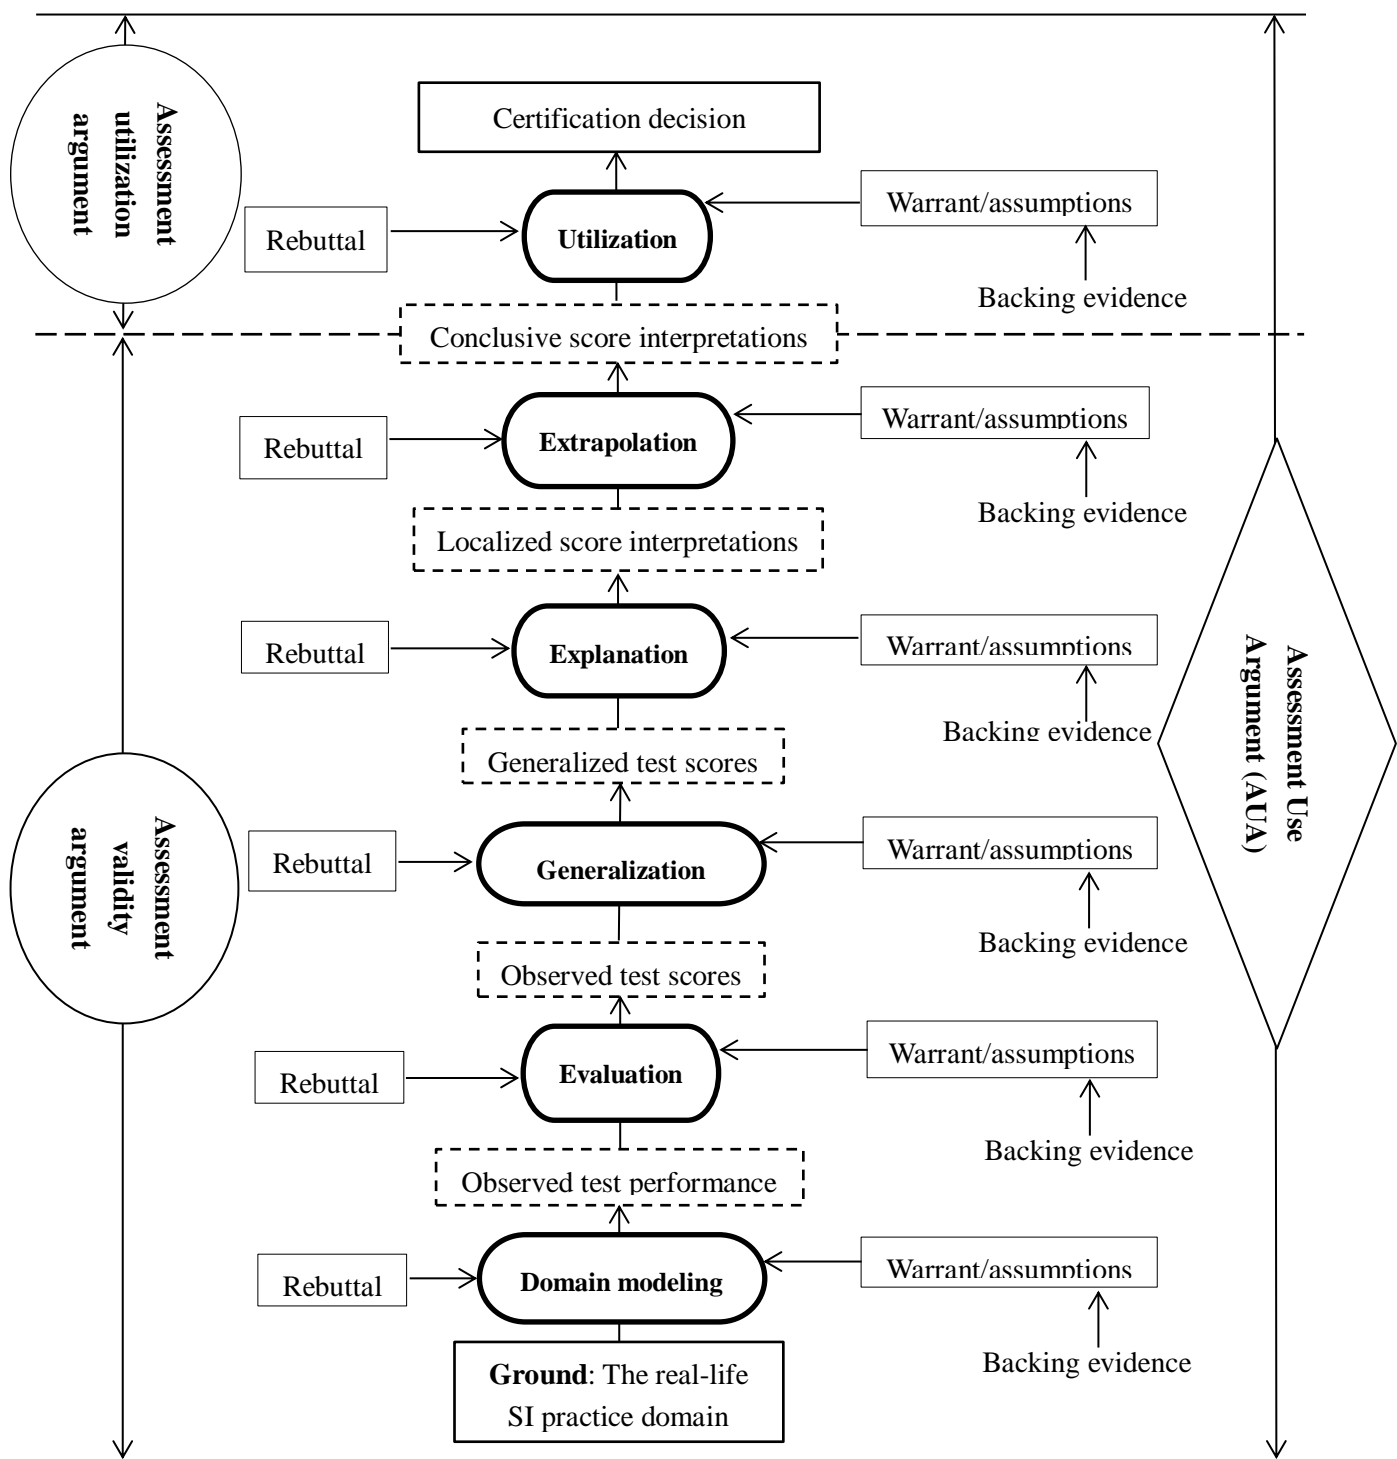 Assessment
utilization
argument
Certification decision
Rebuttal
Utilization
Warrant/assumptions
Backing evidence
Conclusive score interpretations
Rebuttal
Extrapolation
Warrant/assumptions
Backing evidence
Localized score interpretations
Rebuttal
Explanation
Warrant/assumptions
Backing evidence
Generalized test scores
Assessment Use
Argument (AUA)
Assessment
validity
argument
Rebuttal
Generalization
Warrant/assumptions
Backing evidence
Observed test scores
Rebuttal
Evaluation
Warrant/assumptions
Backing evidence
Observed test performance
Rebuttal
Domain modeling
Warrant/assumptions
Backing evidence
Ground: The real-life
SI practice domain